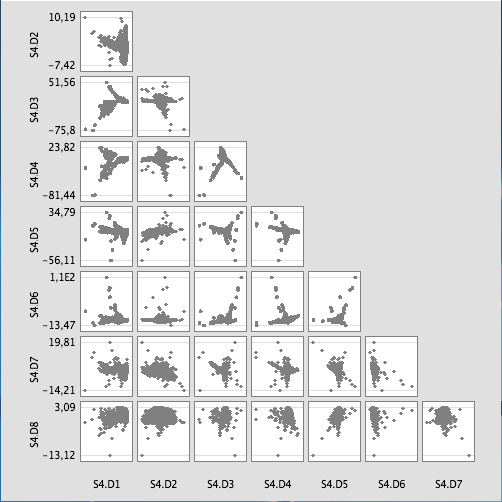 10,19
S4.D2
-7,42
51,56
S4.D3
-75,8
23,82
S4.D4
-81,44
34,79
S4.D5
-56,11
1,1E2
S4.D6
-13,47
19,81
S4.D7
-14,21
3,09
S4.D8
-13,12
S4.D1 S4.D2 S4.D3 S4.D4 S4.D5 S4.D6 S4.D7